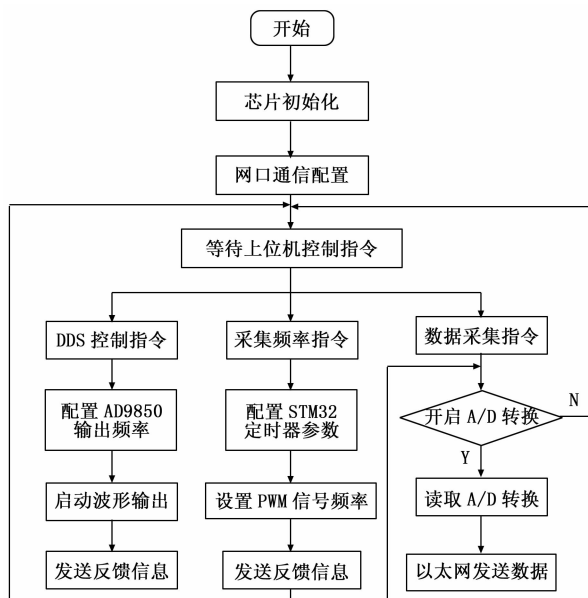 开始
芯片初始化
网口通信配置
等待上位机控制指令
DDS 控制指令
采集频率指令
数据采集指令
配置 AD9850
输出频率
配置 STM32
定时器参数
开启 A/D 转换
N
Y
启动波形输出
设置 PWM 信号频率
读取 A/D 转换
发送反馈信息
发送反馈信息
以太网发送数据